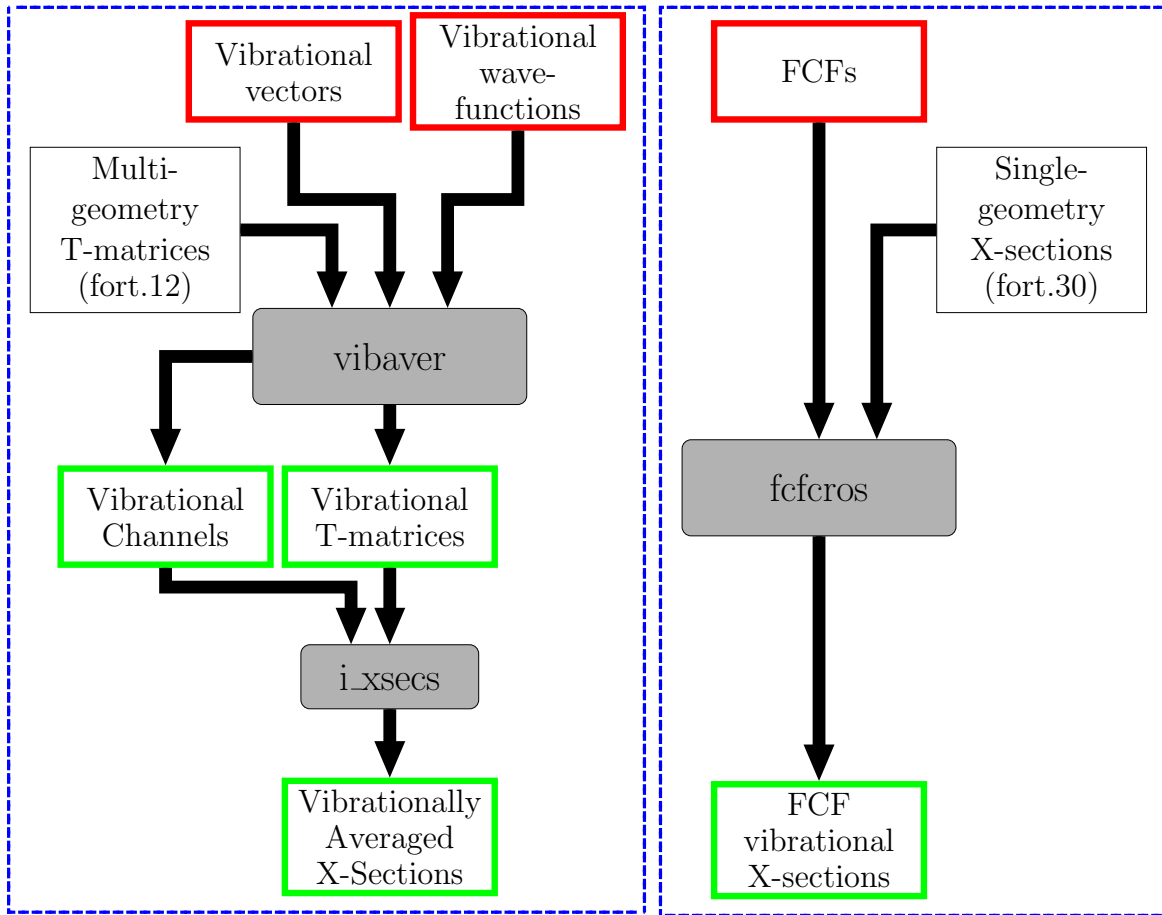 Vibrational
vectors
Vibrational
wave-
functions
Multi-
geometry
T-matrices
(fort.12)
vibaver
Vibrational
Channels
Vibrational
T-matrices
i_xsecs
Vibrationally
Averaged
X-Sections
FCFs
Single-
geometry
X-sections
(fort.30)
fcfcros
FCF
vibrational
X-sections